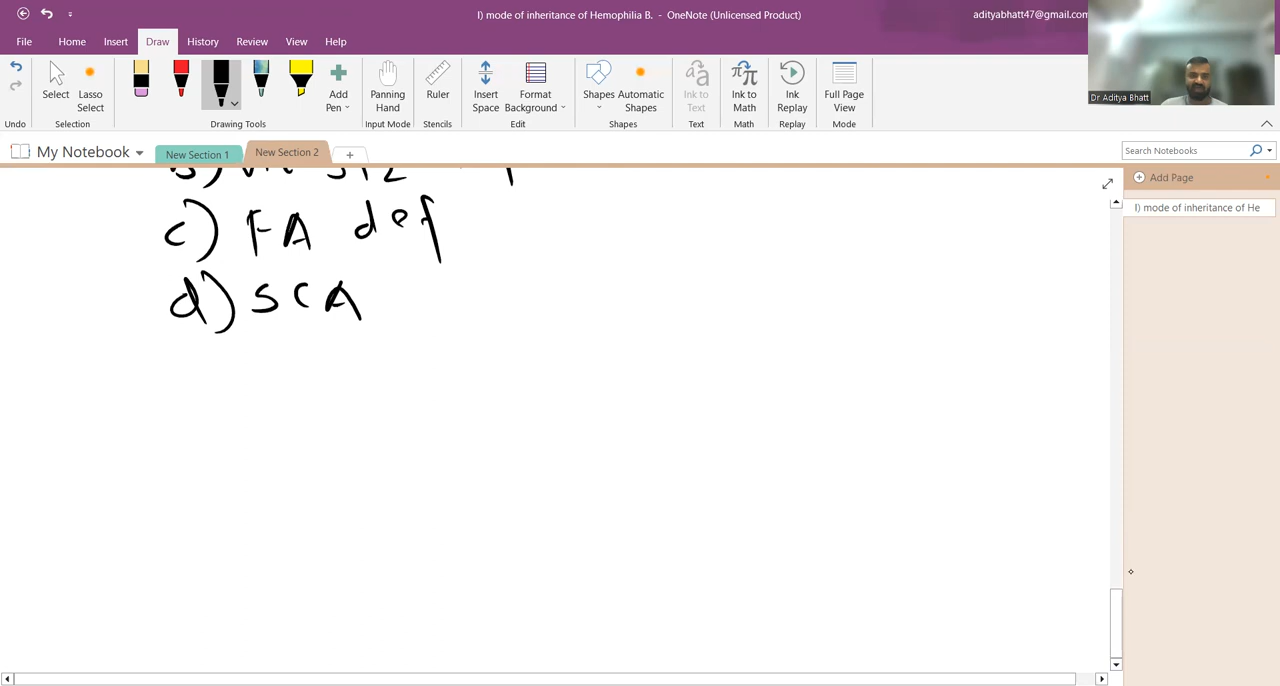 I) mode of inheritance of Hemophilia B. - OneNote (Unlicensed Product)
adityabhatt47@gmail.com
File Home Insert Draw History Review View Help
Undo
Select
Lasso Select
Selection
Add Pen
Drawing Tools
Panning Hand
Input Mode
Ruler
Stencils
Insert Space
Format Background
Edit
Shapes
Automatic Shapes
Shapes
Ink to Text
Text
Ink to Math
Math
Ink Replay
Replay
Full Page View
Mode
Dr Aditya Bhatt
My Notebook
New Section 1
New Section 2
Search Notebooks
Add Page
I) mode of inheritance of He
c) FA def
d) SCA